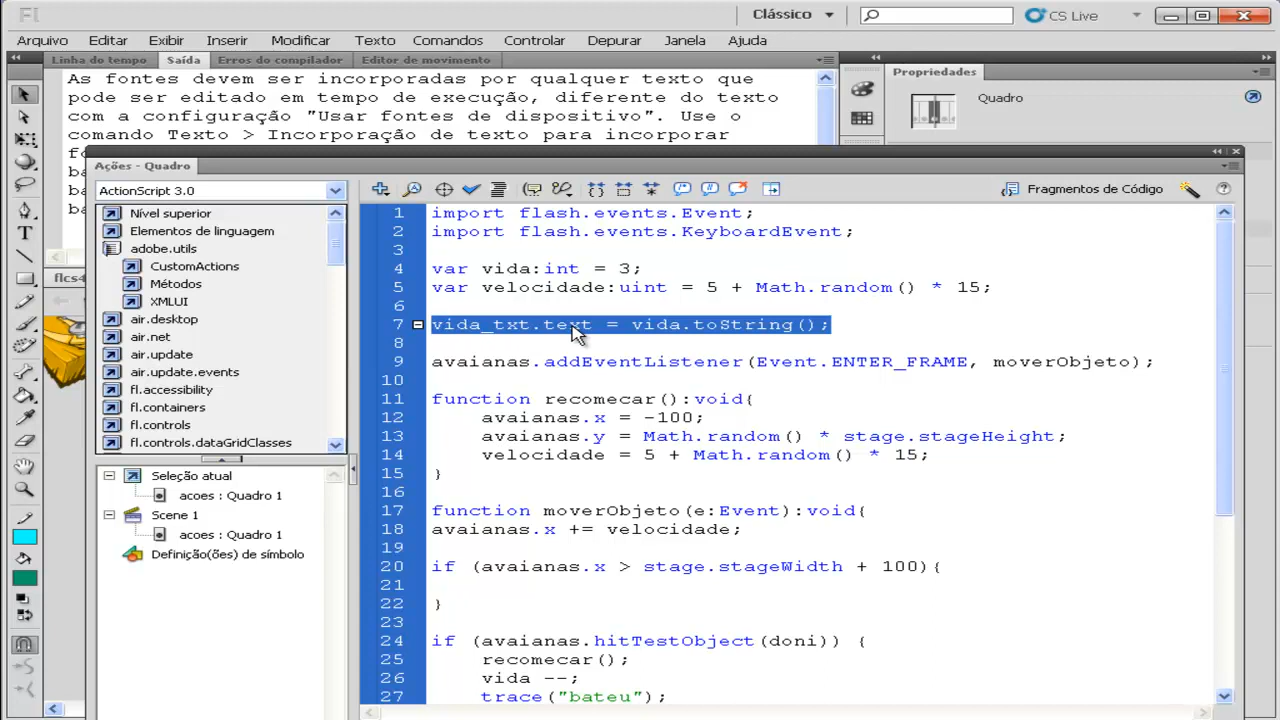 Fl
Clássico
CS Live
Arquivo Editar Exibir Inserir Modificar Texto Comandos Controlar Depurar Janela Ajuda
Linha do tempo Saída Erros do compilador Editor de movimento
As fontes devem ser incorporadas por qualquer texto que
pode ser editado em tempo de execução, diferente do texto
com a configuração "Usar fontes de dispositivo". Use o
comando Texto > Incorporação de texto para incorporar
Propriedades
Quadro
Ações - Quadro
ActionScript 3.0
Fragmentos de Código
Nível superior
Elementos de linguagem
adobe.utils
CustomActions
Métodos
XMLUI
air.desktop
air.net
air.update
air.update.events
fl.accessibility
fl.containers
fl.controls
fl.controls.dataGridClasses
Seleção atual
acoes : Quadro 1
Scene 1
acoes : Quadro 1
Definição(ões) de símbolo
1 import flash.events.Event;
2 import flash.events.KeyboardEvent;
3
4 var vida:int = 3;
5 var velocidade:uint = 5 + Math.random() * 15;
6
7 vida_txt.text = vida.toString();
8
9 avaianas.addEventListener(Event.ENTER_FRAME, moverObjeto);
10
11 function recomecar():void{
12 avaianas.x = -100;
13 avaianas.y = Math.random() * stage.stageHeight;
14 velocidade = 5 + Math.random() * 15;
15 }
16
17 function moverObjeto(e:Event):void{
18 avaianas.x += velocidade;
19
20 if (avaianas.x > stage.stageWidth + 100){
21
22 }
23
24 if (avaianas.hitTestObject(doni)) {
25 recomecar();
26 vida --;
27 trace("bateu");